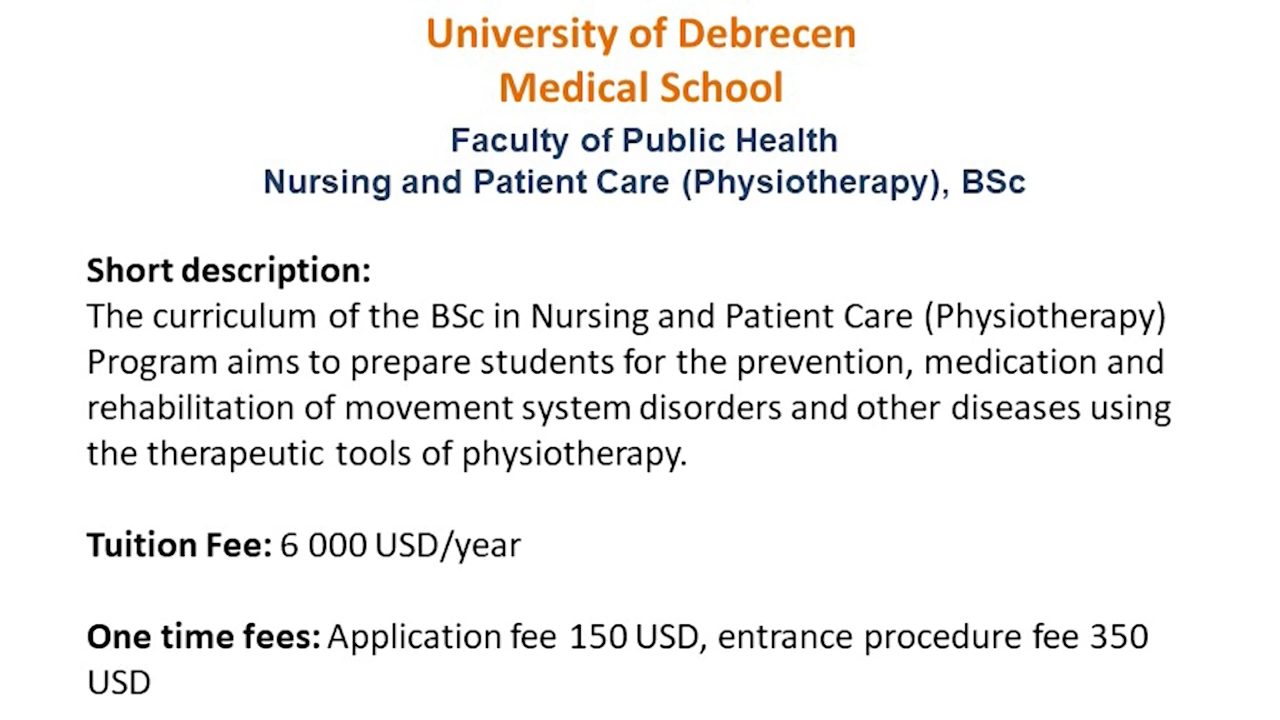 University of Debrecen
Medical School
Faculty of Public Health
Nursing and Patient Care (Physiotherapy), BSc
Short description:
The curriculum of the BSc in Nursing and Patient Care (Physiotherapy)
Program aims to prepare students for the prevention, medication and
rehabilitation of movement system disorders and other diseases using
the therapeutic tools of physiotherapy.
Tuition Fee: 6 000 USD/year
One time fees: Application fee 150 USD, entrance procedure fee 350
USD